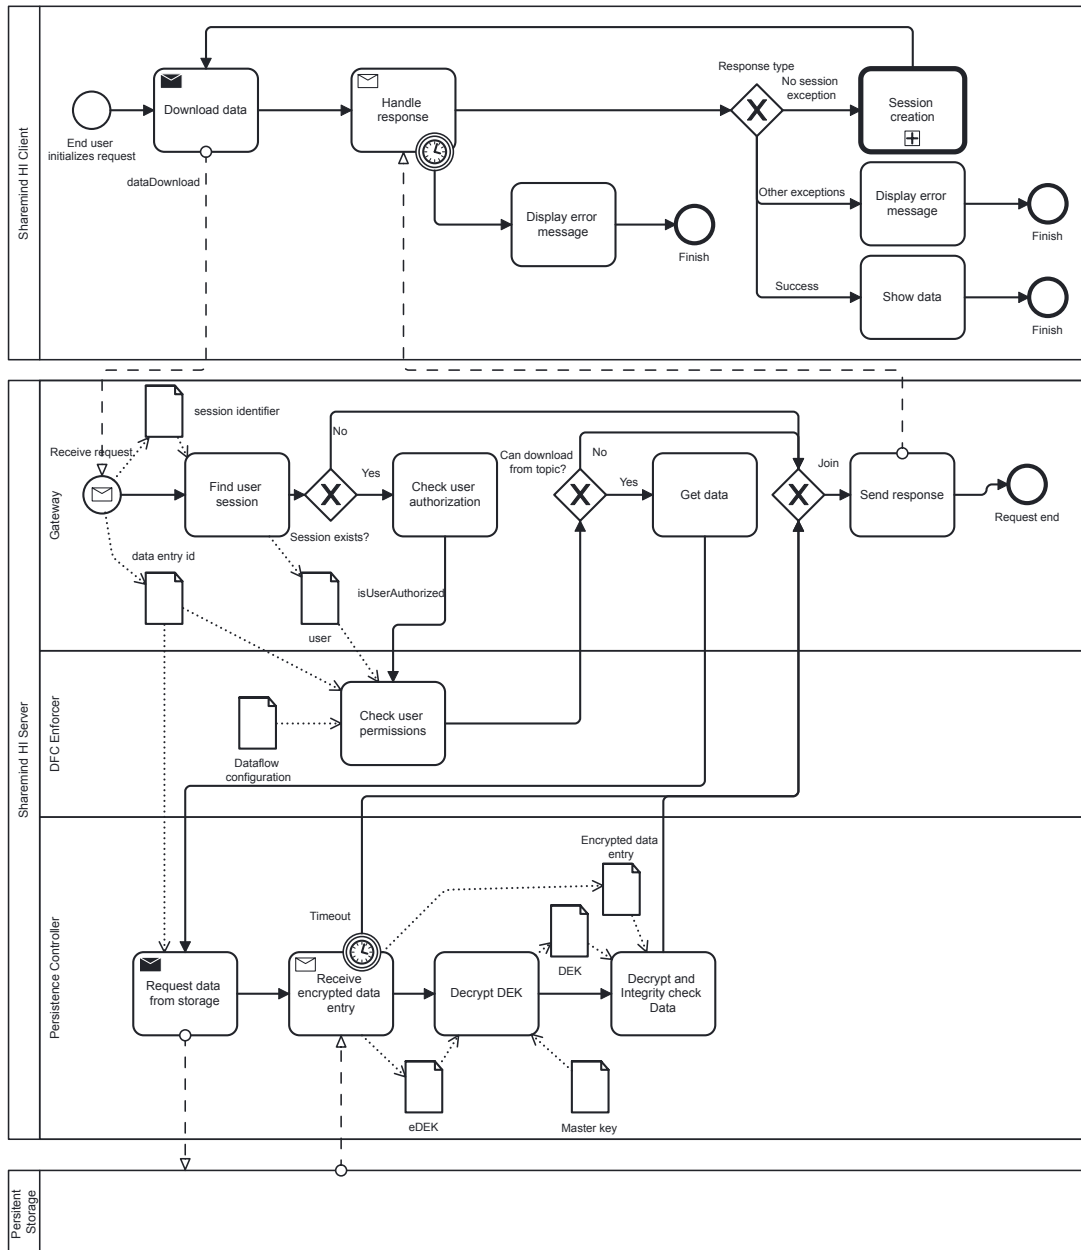 Sharemind HI Client
End user
initializes request
Download data
dataDownload
Handle
response
Display error
message
Finish
Response type
No session
exception
Session
creation
Other exceptions
Display error
message
Finish
Success
Show data
Finish
Sharemind HI Server
Gateway
session identifier
Receive request
Find user
session
No
Yes
Session exists?
Check user
authorization
Can download
from topic?
No
Yes
Get data
Join
Send response
Request end
data entry id
user
isUserAuthorized
DFC Enforcer
Check user
permissions
Dataflow
configuration
Persistence Controller
Encrypted data
entry
Timeout
DEK
Request data
from storage
Receive
encrypted data
entry
Decrypt DEK
Decrypt and
Integrity check
Data
eDEK
Master key
Persitent
Storage